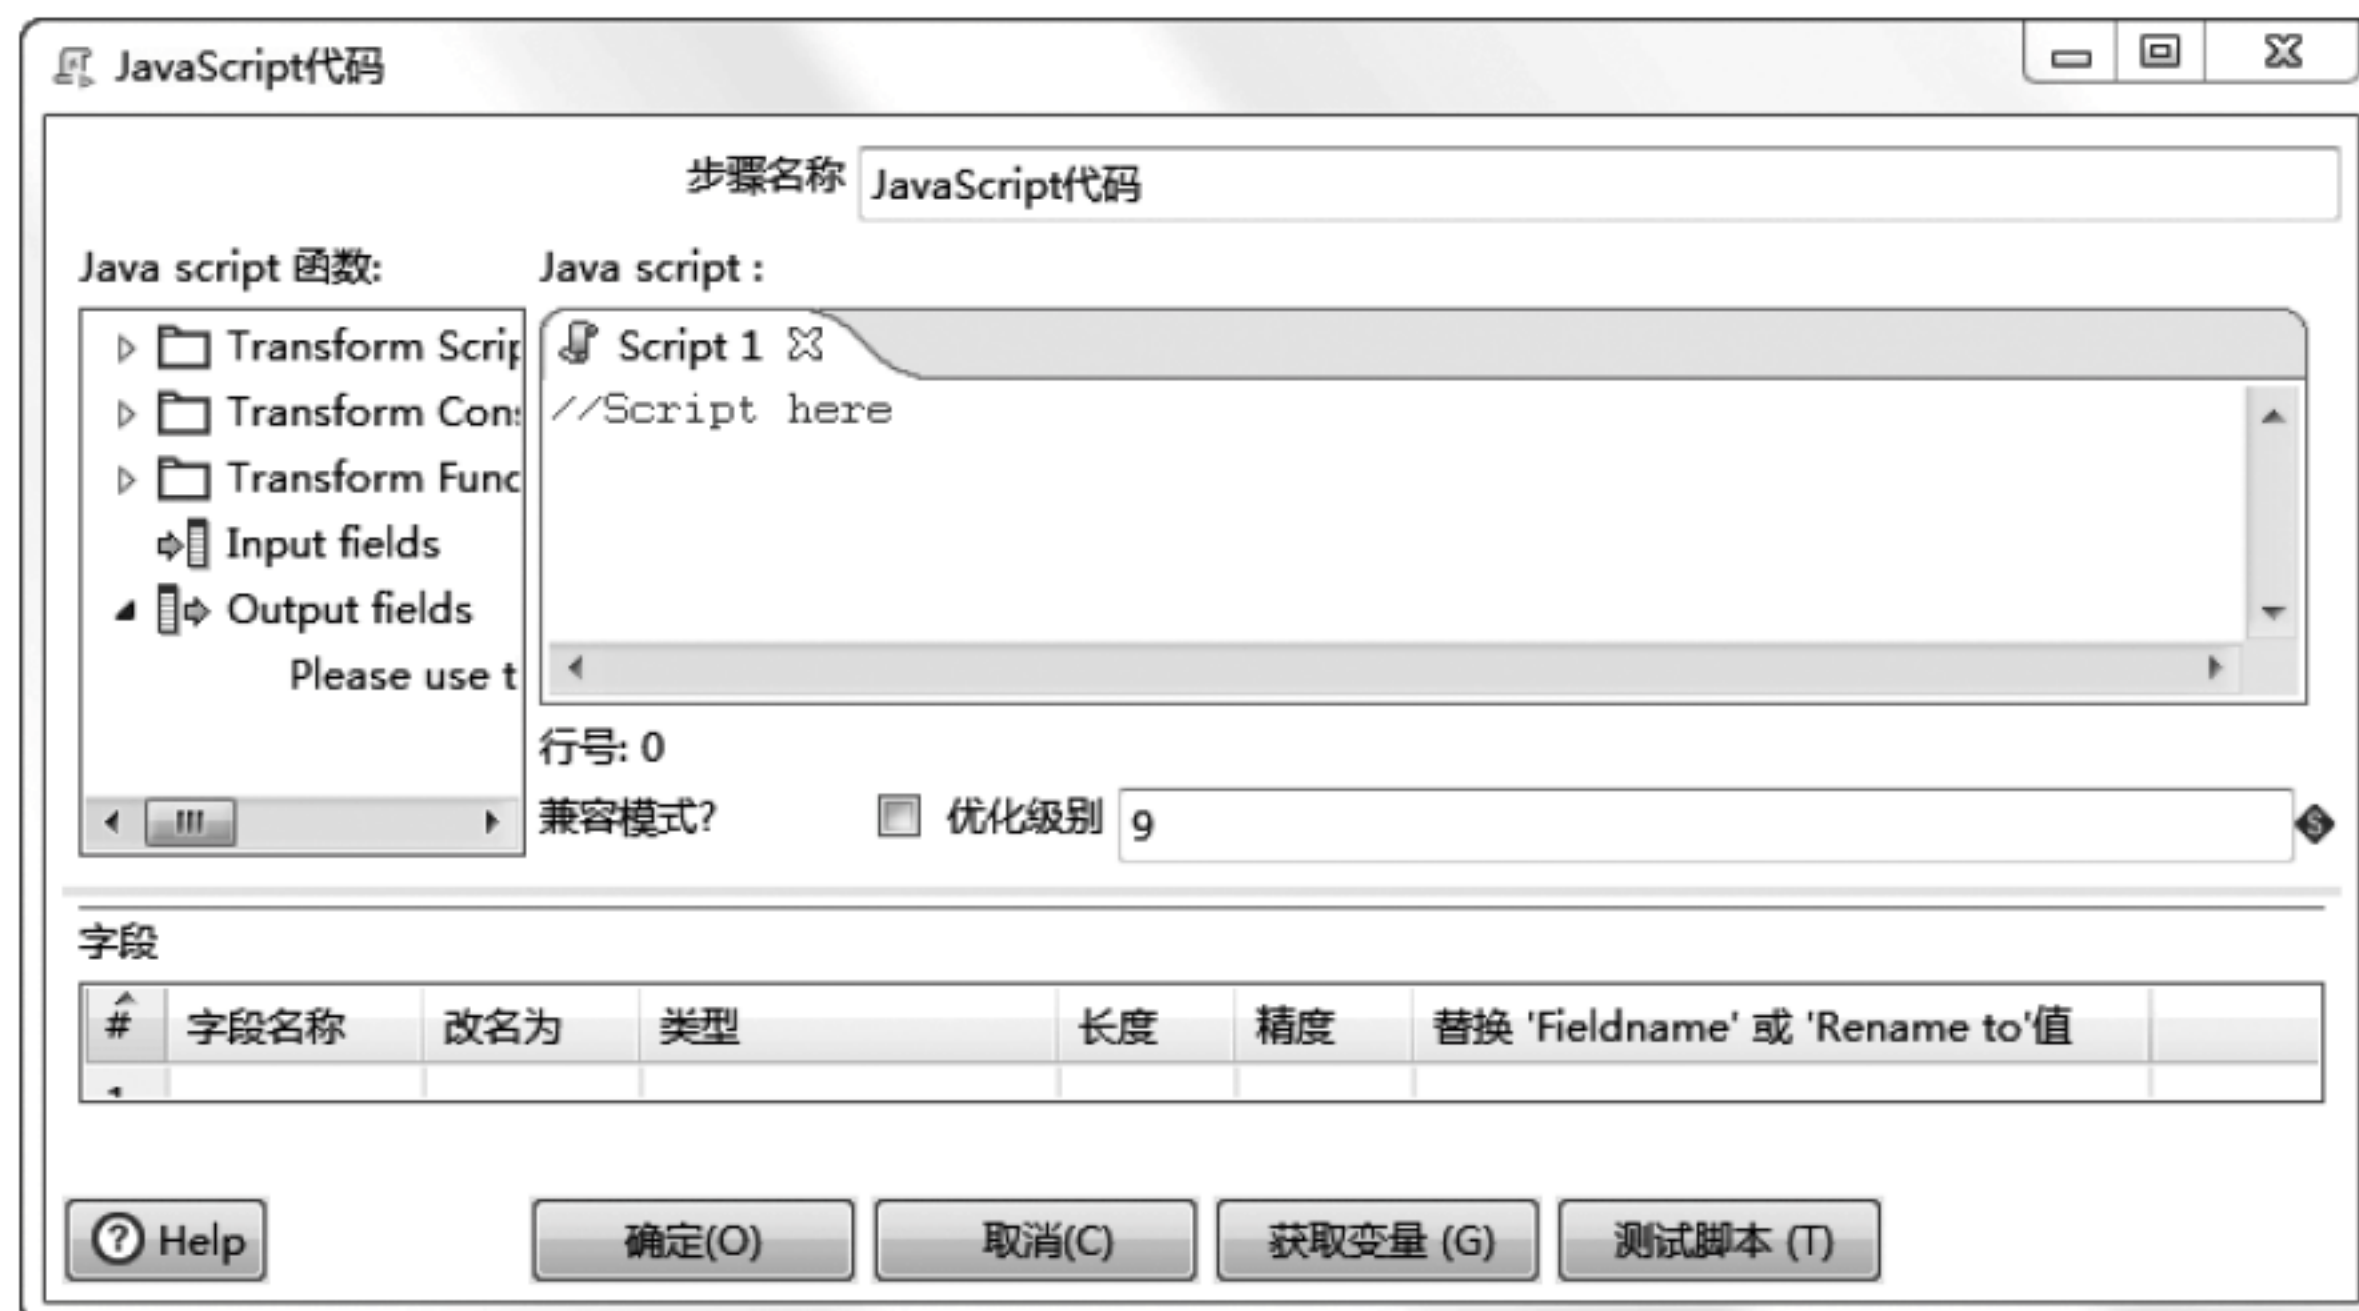 JavaScript代码
步骤名称 JavaScript代码
Java script 函数: Java script :
Transform Scrip
Transform Con
Transform Func
Input fields
Output fields
Please use t
Script 1
//Script here
行号: 0
兼容模式? 优化级别 9
字段
# 字段名称 改名为 类型 长度 精度 替换 'Fieldname' 或 'Rename to'值
Help 确定(O) 取消(C) 获取变量 (G) 测试脚本 (T)